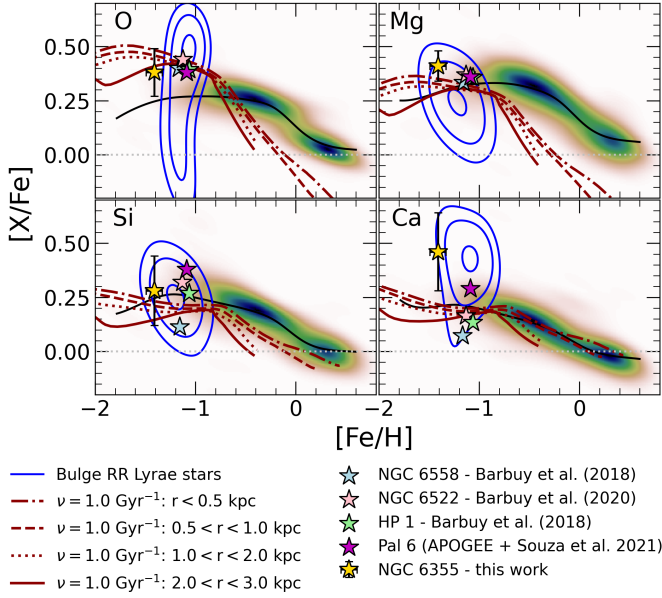 O
Mg
0.50
0.25
0.00
Si
Ca
0.50
0.25
0.00
[X/Fe]
−2 −1 0 −2 −1 0
[Fe/H]
Bulge RR Lyrae stars
ν = 1.0 Gyr⁻¹: r < 0.5 kpc
ν = 1.0 Gyr⁻¹: 0.5 < r < 1.0 kpc
ν = 1.0 Gyr⁻¹: 1.0 < r < 2.0 kpc
ν = 1.0 Gyr⁻¹: 2.0 < r < 3.0 kpc
NGC 6558 - Barbuy et al. (2018)
NGC 6522 - Barbuy et al. (2020)
HP 1 - Barbuy et al. (2018)
Pal 6 (APOGEE + Souza et al. 2021)
NGC 6355 - this work